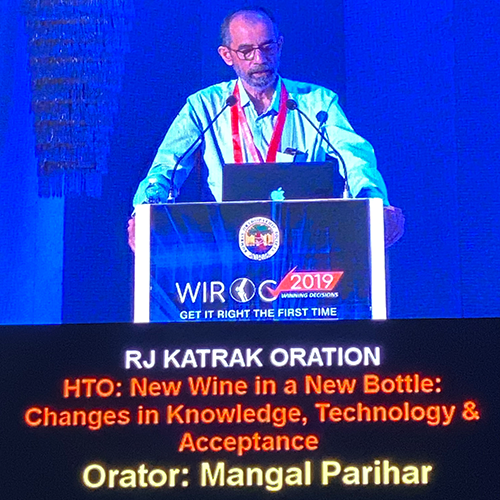 WIROC 2019
WINNING DECISIONS
GET IT RIGHT THE FIRST TIME
RJ KATRAK ORATION
HTO: New Wine in a New Bottle:
Changes in Knowledge, Technology &
Acceptance
Orator: Mangal Parihar